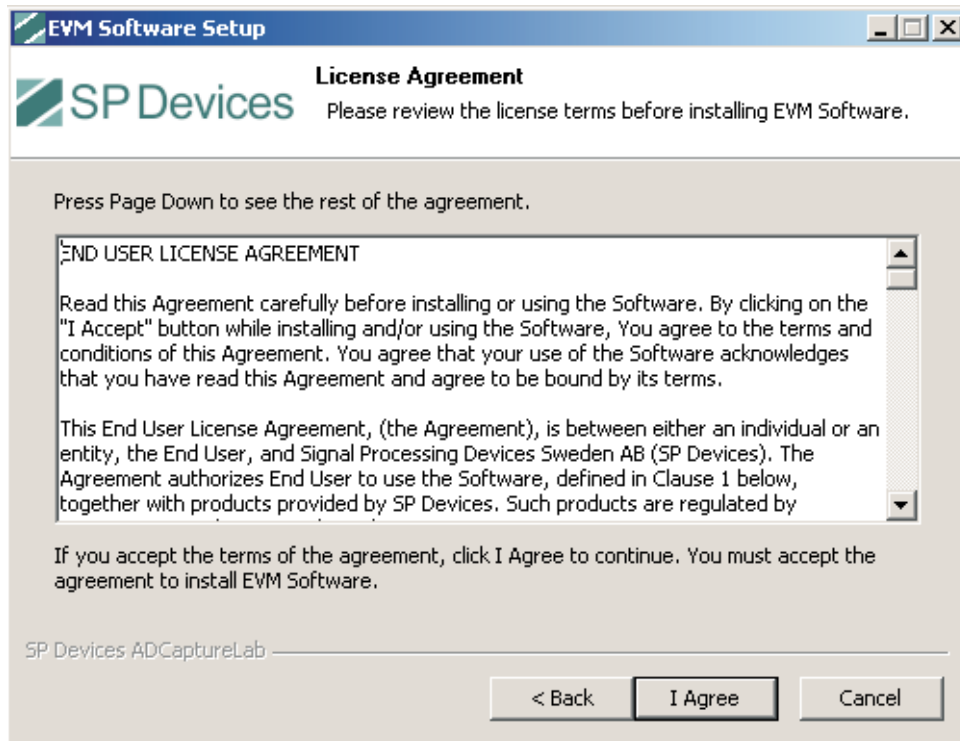 EVM Software Setup
SP Devices
License Agreement
Please review the license terms before installing EVM Software.
Press Page Down to see the rest of the agreement.
END USER LICENSE AGREEMENT
Read this Agreement carefully before installing or using the Software. By clicking on the
"I Accept" button while installing and/or using the Software, You agree to the terms and
conditions of this Agreement. You agree that your use of the Software acknowledges
that you have read this Agreement and agree to be bound by its terms.
This End User License Agreement, (the Agreement), is between either an individual or an
entity, the End User, and Signal Processing Devices Sweden AB (SP Devices). The
Agreement authorizes End User to use the Software, defined in Clause 1 below,
together with products provided by SP Devices. Such products are regulated by
If you accept the terms of the agreement, click I Agree to continue. You must accept the
agreement to install EVM Software.
SP Devices ADCaptureLab
< Back
I Agree
Cancel